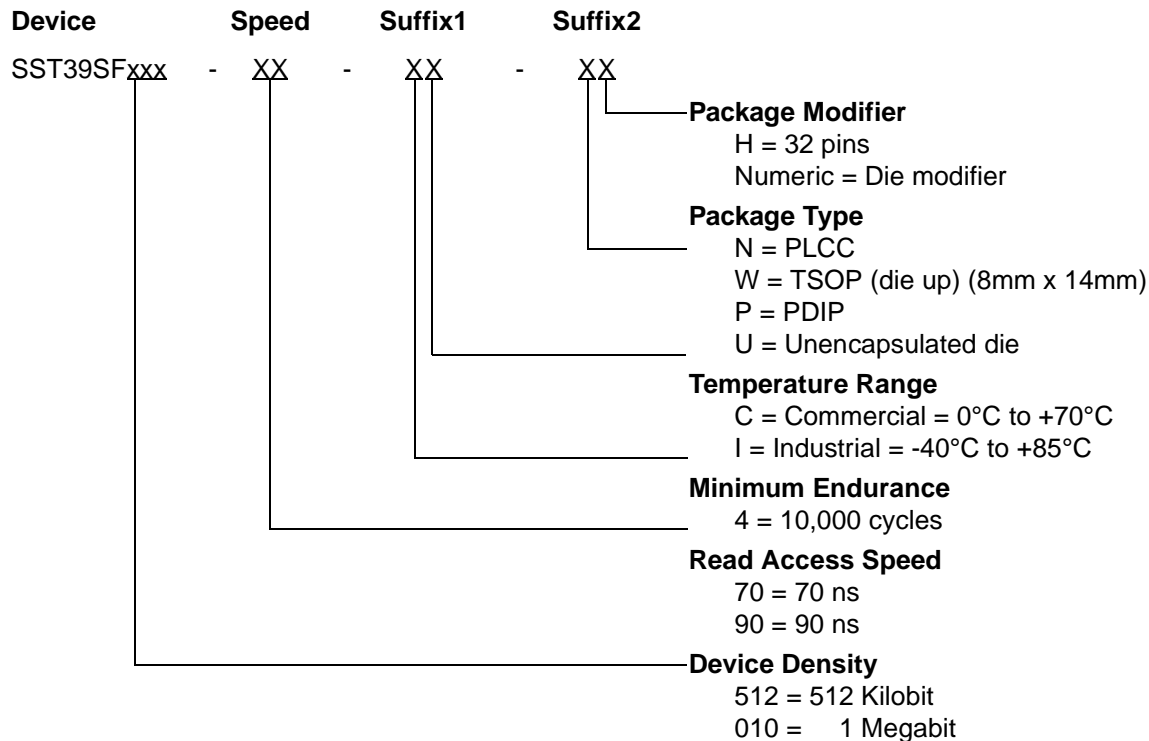 Device Speed Suffix1 Suffix2
SST39SFxxx - XX - XX - XX
Package Modifier
H = 32 pins
Numeric = Die modifier
Package Type
N = PLCC
W = TSOP (die up) (8mm x 14mm)
P = PDIP
U = Unencapsulated die
Temperature Range
C = Commercial = 0°C to +70°C
I = Industrial = -40°C to +85°C
Minimum Endurance
4 = 10,000 cycles
Read Access Speed
70 = 70 ns
90 = 90 ns
Device Density
512 = 512 Kilobit
010 = 1 Megabit